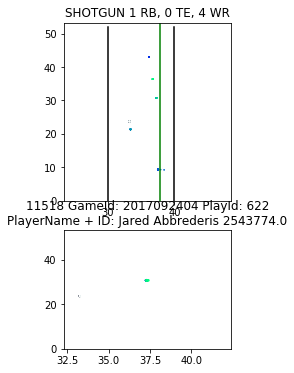 SHOTGUN 1 RB, 0 TE, 4 WR
50
40
30
20
10
0
30 40
11518 GameId: 2017092404 PlayId: 622
PlayerName + ID: Jared Abbrederis 2543774.0
40
20
0
32.5 35.0 37.5 40.0